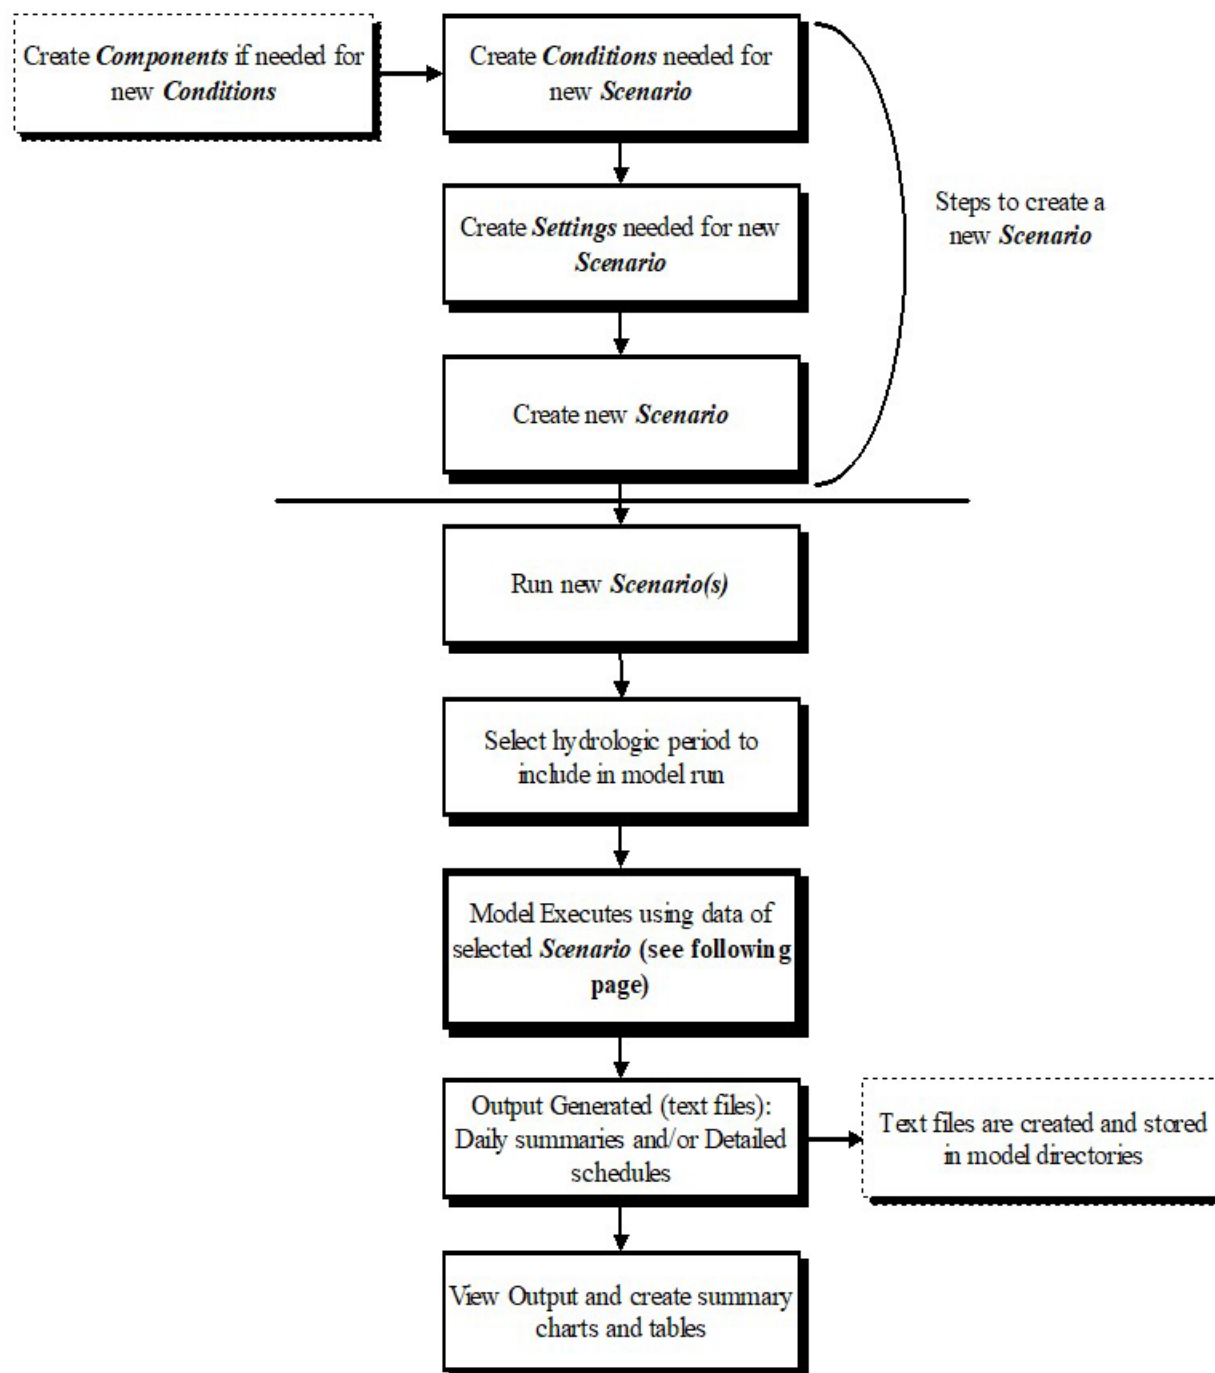 Create Components if needed for
new Conditions
Create Conditions needed for
new Scenario
Steps to create a
new Scenario
Create Settings needed for new
Scenario
Create new Scenario
Run new Scenario(s)
Select hydrologic period to
include in model run
Model Executes using data of
selected Scenario (see following
page)
Output Generated (text files):
Daily summaries and/or Detailed
schedules
Text files are created and stored
in model directories
View Output and create summary
charts and tables